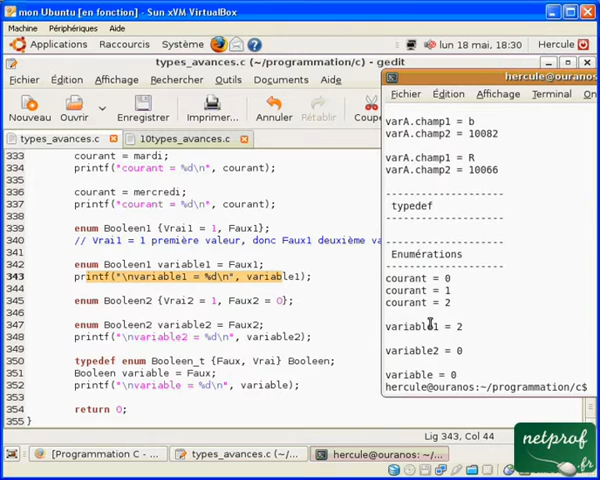 mon Ubuntu [en fonction] - Sun xVM VirtualBox
Machine Périphériques ?
Applications Raccourcis Système lun 18 mai, 18:30 Hercule
types_avances.c (~/programmation/c) - gedit
Fichier Édition Affichage Rechercher Outils Documents Aide
Nouveau Ouvrir Enregistrer Imprimer... Annuler Rétablir Coupe
types_avances.c 10types_avances.c
333 courant = mardi;
334 printf("courant = %d\n", courant);
335
336 courant = mercredi;
337 printf("courant = %d\n", courant);
338
339 enum Booleen1 {Vrai1 = 1, Faux1};
340 // Vrai1 = 1 première valeur, donc Faux1 deuxième va
341
342 enum Booleen1 variable1 = Faux1;
343 printf("\nvariable1 = %d\n", variable1);
344
345 enum Booleen2 {Vrai2 = 1, Faux2 = 0};
346
347 enum Booleen2 variable2 = Faux2;
348 printf("\nvariable2 = %d\n", variable2);
349
350 typedef enum Booleen_t {Faux, Vrai} Booleen;
351 Booleen variable = Faux;
352 printf("\nvariable = %d\n", variable);
353
354 return 0;
355 }
Lig 343, Col 44
hercule@ouranos
Fichier Édition Affichage Terminal On
varA.champ1 = b
varA.champ2 = 10082
varA.champ1 = R
varA.champ2 = 10066
--------------------
typedef
--------------------
--------------------
Enumérations
--------------------
courant = 0
courant = 1
courant = 2
variable1 = 2
variable2 = 0
variable = 0
hercule@ouranos:~/programmation/c$
[Programmation C - ... types_avances.c (~/... hercule@ouranos: ~/...
netprof
.fr